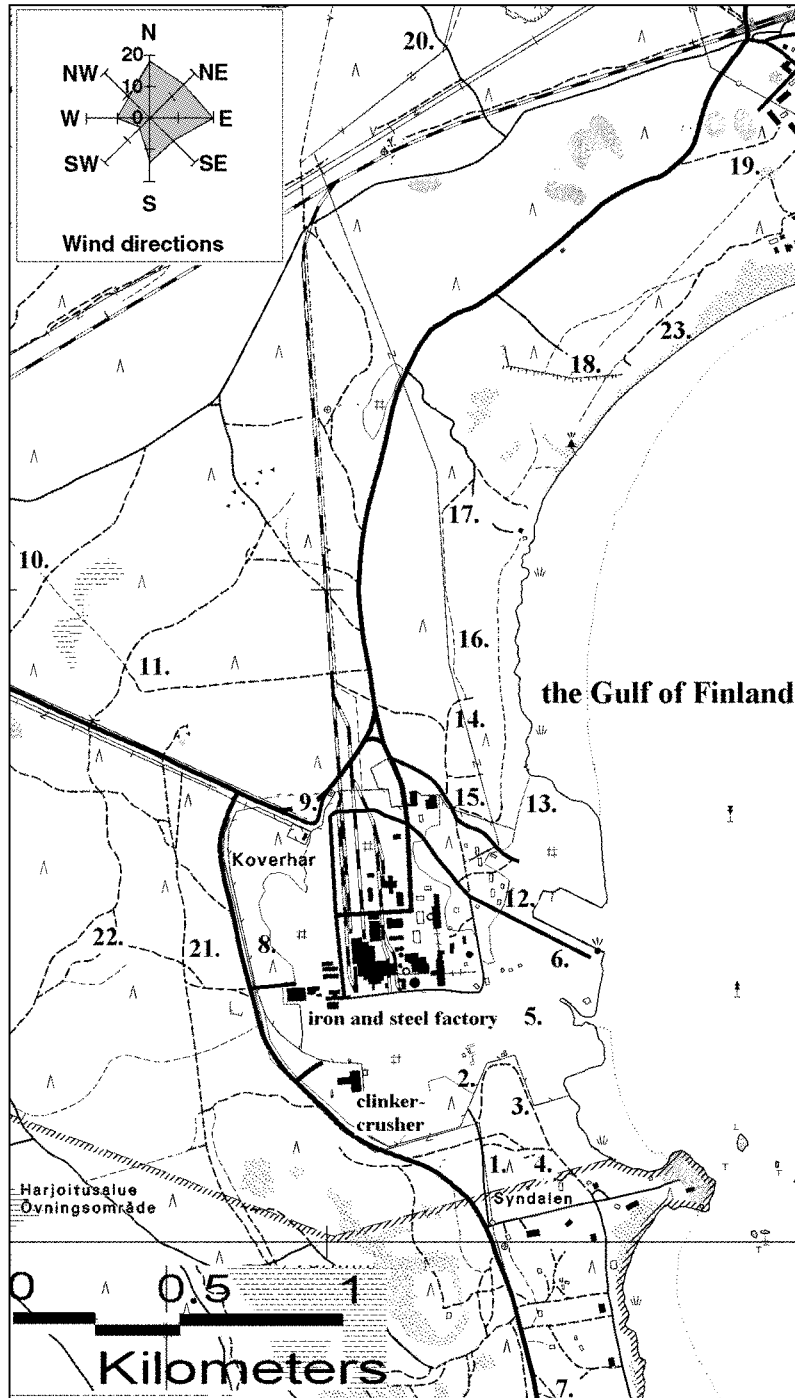 N
20
NW
NE
10
W
0
E
SW
SE
S
Wind directions
20.
19.
23.
18.
17.
10.
16.
11.
the Gulf of Finland
14.
9.
15.
13.
Koverhar
12.
22.
21.
8.
6.
iron and steel factory
5.
2.
clinker-
crusher
3.
1.
4.
Harjoitusalue
Övningsområde
Syndalen
0 0.5 1
Kilometers
7.